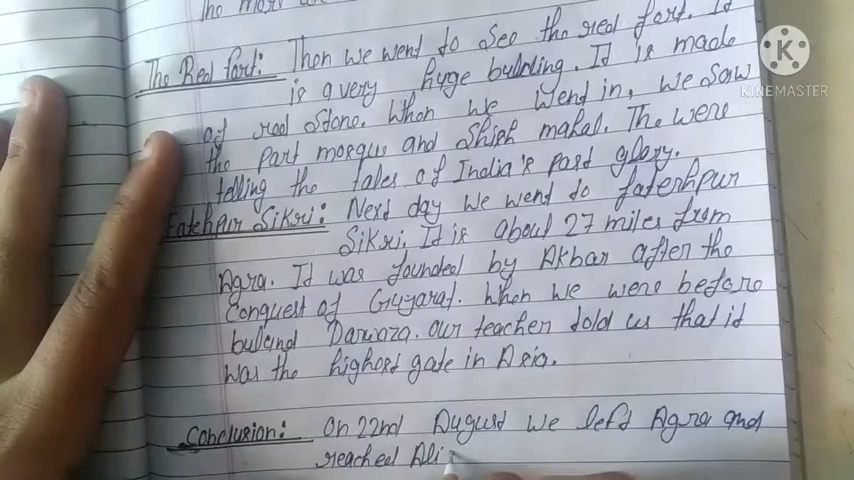 The more we
The Red fort: Then we went to see the red fort. It
is a very huge building. It is made
of red Stone. When we went in, we saw
the part mosque and Shish mahal. The were
telling the tales of India's past glory.
Fatehpur Sikri: Next day we went to fatehpur
Sikri. It is about 27 miles from
Agra. It was founded by Akbar after the
Conquest of Gujarat. When we were before
buland Darwaza. our teacher told us that it
was the highest gate in Asia.
Conclusion: On 22nd August we left Agra and
reached Ali
KINEMASTER